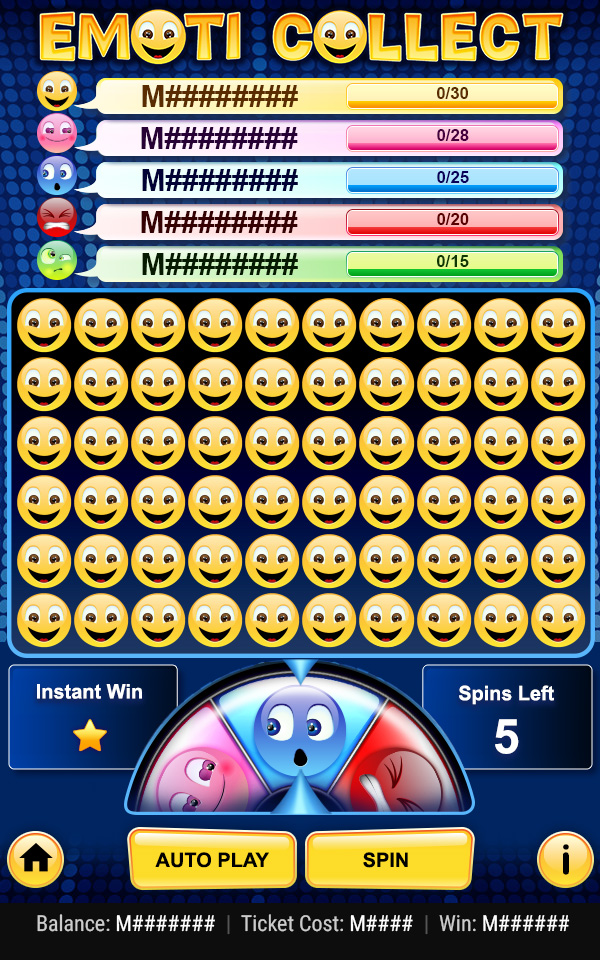 EMOTI COLLECT
M######## 0/30
M######## 0/28
M######## 0/25
M######## 0/20
M######## 0/15
Instant Win
Spins Left
5
AUTO PLAY
SPIN
i
Balance: M####### | Ticket Cost: M#### | Win: M######